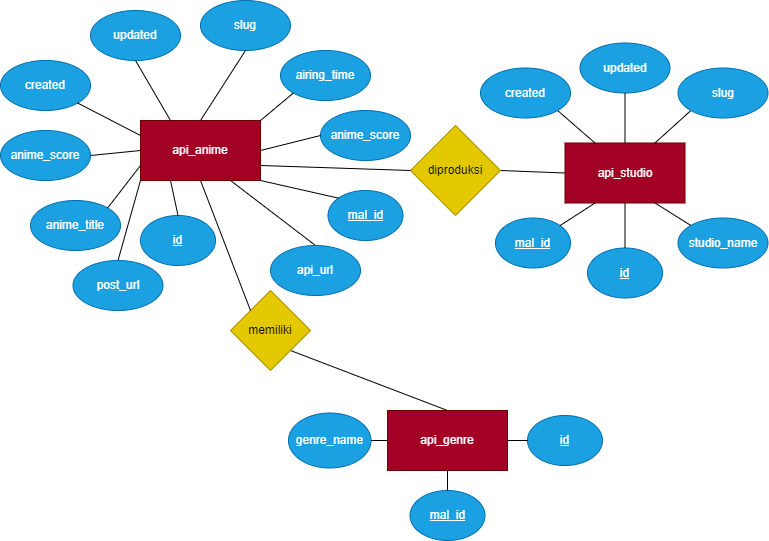 slug
updated
updated
airing_time
created
created
slug
anime_score
api_anime
anime_score
diproduksi
api_studio
anime_title
mal_id
id
mal_id
studio_name
api_url
id
post_url
memiliki
genre_name
api_genre
id
mal_id